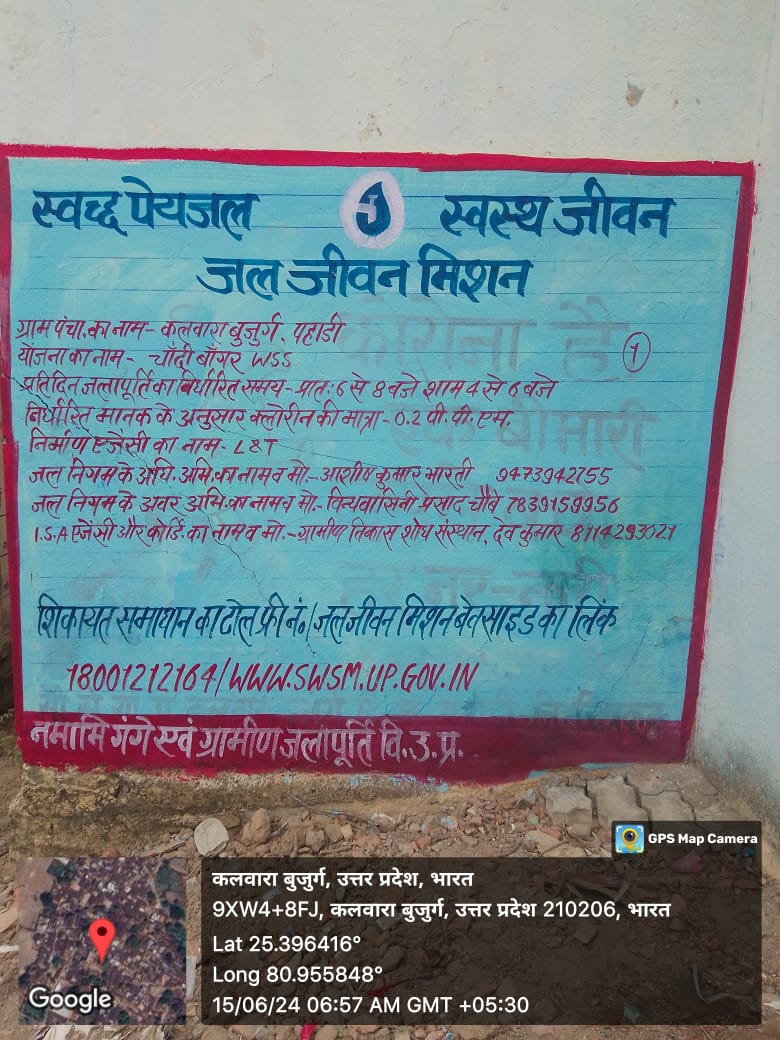 स्वच्छ पेयजल स्वस्थ जीवन
जल जीवन मिशन
ग्राम पंचा. का नाम - कलवारा बुजुर्ग, पहाडी
योजना का नाम - चाँदी बाँगर WSS
1
प्रतिदिन जलापूर्ति का निर्धारित समय - प्रातः 6 से 8 बजे शाम 4 से 6 बजे
निर्धारित मानक के अनुसार क्लोरीन की मात्रा - 0.2 पी.पी.एम.
निर्माण एजेंसी का नाम - L&T
जल निगम के अधि. अभि. का नाम व मो. - आशीष कुमार भारती 9473942755
जल निगम के अवर अभि. का नाम व मो. - विन्धवासिनी प्रसाद चौबे 7839159956
I.S.A एजेंसी और कोर्डि. का नाम व मो. - ग्रामीण विकास शोध संस्थान, देव कुमार 8114293021
शिकायत समाधान का टोल फ्री नं./जल जीवन मिशन बेवसाइड का लिंक
18001212164/WWW.SWSM.UP.GOV.IN
नमामि गंगे एवं ग्रामीण जलापूर्ति वि. उ. प्र.
कोरोना है
एक बीमारी
GPS Map Camera
कलवारा बुजुर्ग, उत्तर प्रदेश, भारत
9XW4+8FJ, कलवारा बुजुर्ग, उत्तर प्रदेश 210206, भारत
Lat 25.396416°
Long 80.955848°
15/06/24 06:57 AM GMT +05:30
Google